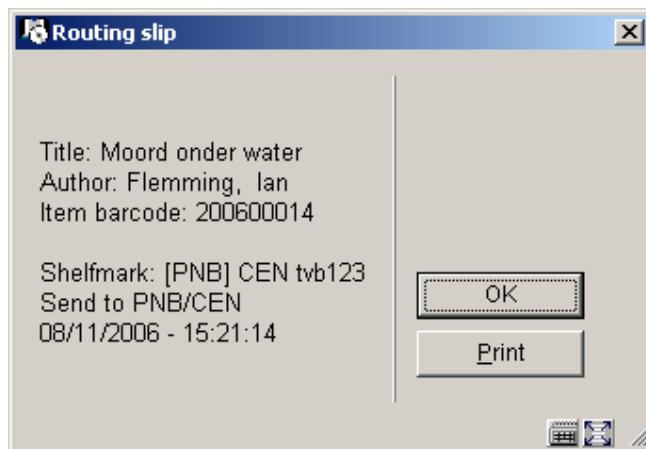 Routing slip
Title: Moord onder water
Author: Flemming, Ian
Item barcode: 200600014
Shelfmark: [PNB] CEN tvb123
Send to PNB/CEN
08/11/2006 - 15:21:14
OK
Print